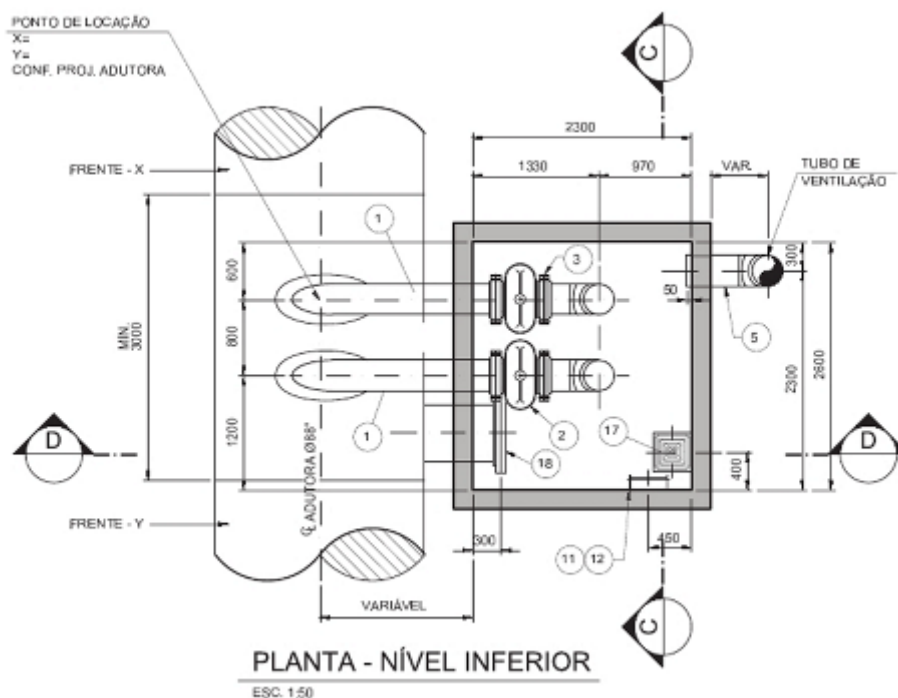 PONTO DE LOCAÇÃO
X=
Y=
CONF. PROJ. ADUTORA
C
2300
1330
970
VAR.
TUBO DE
VENTILAÇÃO
FRENTE - X
1
3
600
300
50
5
MIN.
3000
800
2300
2600
1200
1
2
17
18
D
D
400
℄ ADUTORA Ø88"
FRENTE - Y
300
11
12
450
VARIÁVEL
C
PLANTA - NÍVEL INFERIOR
ESC. 1:50